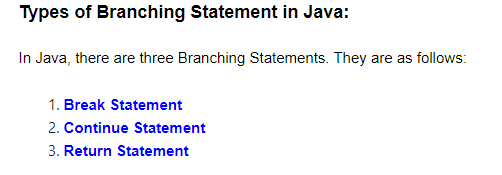 Types of Branching Statement in Java:
In Java, there are three Branching Statements. They are as follows:
1. Break Statement
2. Continue Statement
3. Return Statement